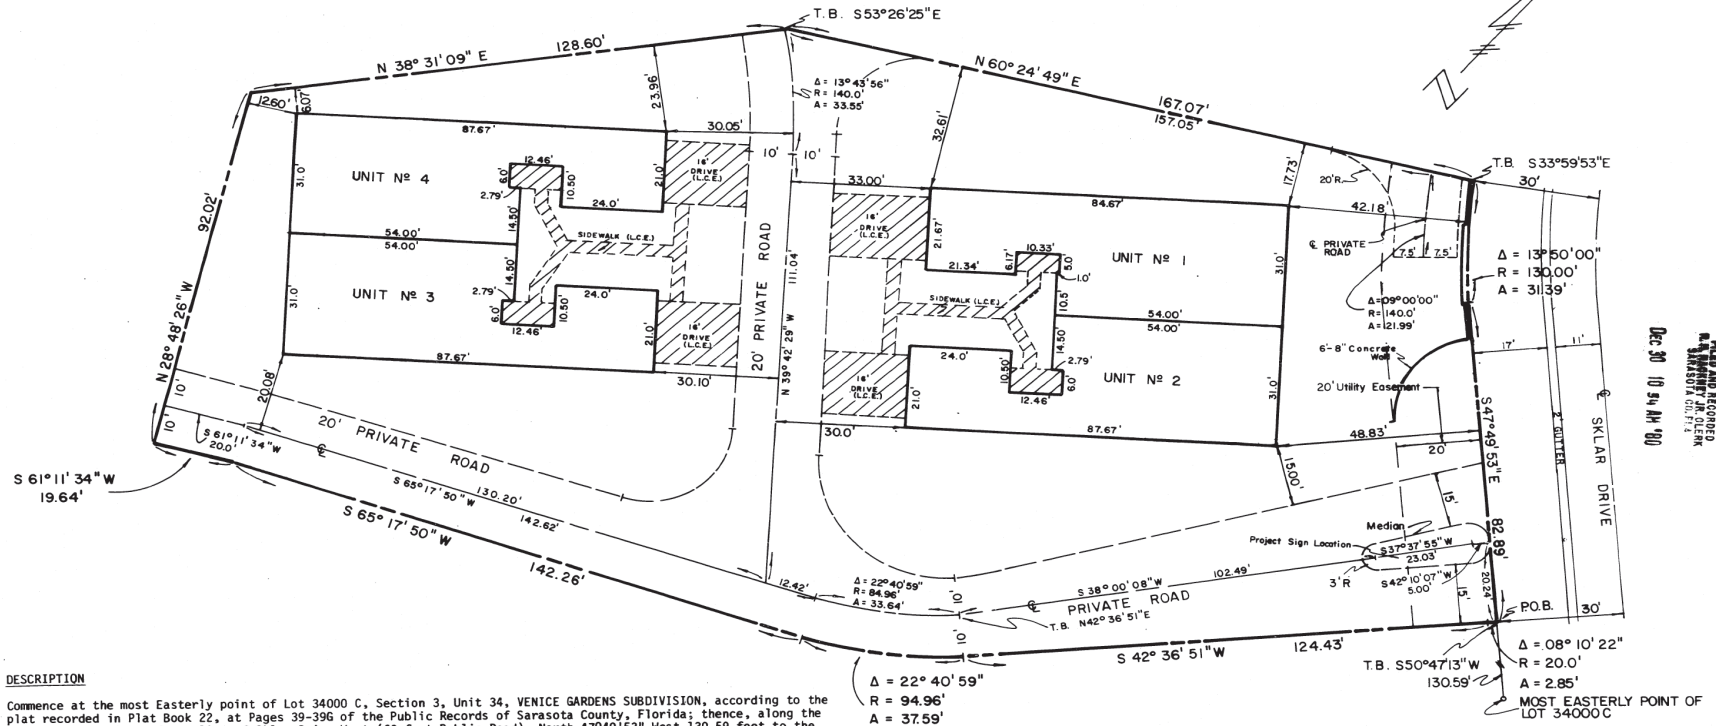 T.B. S53°26'25"E
N 38° 31' 09" E
128.60'
N 60° 24' 49" E
167.07'
157.05'
T.B. S33°59'53"E
30'
12.60'
6.07
87.67'
23.96'
30.05'
Δ = 13°43'56"
R = 140.0'
A = 33.55'
32.61'
10'
10'
17.73'
20'R.
33.00'
84.67'
42.18'
31.0'
UNIT Nº 4
12.46'
6.0'
2.79'
10.50'
24.0'
21.0'
16'
DRIVE
(L.C.E.)
14.50'
SIDEWALK (L.C.E.)
54.00'
54.00'
92.02'
N 28° 48' 26" W
31.0'
UNIT Nº 3
14.50'
2.79'
6.0'
12.46'
10.50'
24.0'
21.0'
16'
DRIVE
(L.C.E.)
87.67'
30.10'
20' PRIVATE ROAD
111.04'
N 39° 42' 29" W
16'
DRIVE
(L.C.E.)
21.67'
21.34'
6.17'
10.33'
5.0'
1.0'
10.5'
UNIT Nº 1
31.0'
SIDEWALK (L.C.E.)
54.00'
54.00'
14.50'
2.79'
UNIT Nº 2
31.0'
24.0'
10.50'
6.0'
12.46'
16'
DRIVE
(L.C.E.)
21.0'
30.0'
87.67'
48.83'
℄ PRIVATE
ROAD
7.5'
7.5'
Δ=09°00'00"
R=140.0'
A=21.99'
Δ = 13°50'00"
R = 130.00'
A = 31.39'
6'-8" Concrete
Wall
20' Utility Easement
17'
11'
2' GUTTER
℄ SKLAR DRIVE
S47°49'53"E
82.89'
20'
15.00'
15'
20.08'
10'
10'
S 61°11'34"W
20.0'
20' PRIVATE ROAD
℄
S 65°17'50"W
130.20'
142.62'
S 61°11'34"W
19.64'
S 65° 17' 50" W
142.26'
12.42'
Δ = 22°40'59"
R = 84.96'
A = 33.64'
10'
10'
S 38° 00' 08" W
102.49'
℄ PRIVATE ROAD
T.B. N42°36'51"E
Median
Project Sign Location
S37°37'55"W
23.03'
3'R
S42°10'07"W
5.00'
15'
20.24'
P.O.B.
30'
S 42° 36' 51" W
124.43'
T.B. S50°47'13"W
130.59'
Δ = 08° 10' 22"
R = 20.0'
A = 2.85'
MOST EASTERLY POINT OF
LOT 34000 C
Δ = 22° 40' 59"
R = 94.96'
A = 37.59'
DEC 30 10 54 AM '80
FILED AND RECORDED
R.H. HACKNEY JR. CLERK
SARASOTA CO. FLA
DESCRIPTION
Commence at the most Easterly point of Lot 34000 C, Section 3, Unit 34, VENICE GARDENS SUBDIVISION, according to the
plat recorded in Plat Book 22, at Pages 39-39G of the Public Records of Sarasota County, Florida; thence, along the